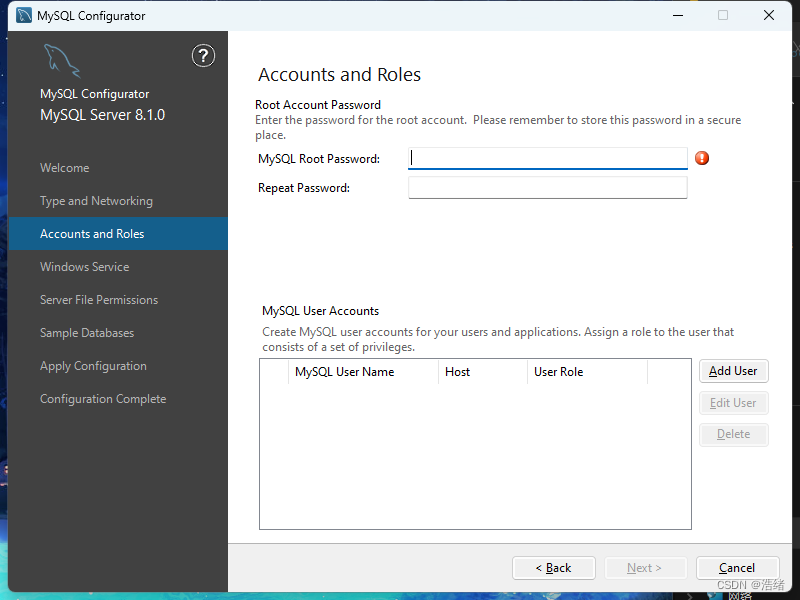 MySQL Configurator
?
MySQL Configurator
MySQL Server 8.1.0
Welcome
Type and Networking
Accounts and Roles
Windows Service
Server File Permissions
Sample Databases
Apply Configuration
Configuration Complete
Accounts and Roles
Root Account Password
Enter the password for the root account. Please remember to store this password in a secure
place.
MySQL Root Password:
Repeat Password:
MySQL User Accounts
Create MySQL user accounts for your users and applications. Assign a role to the user that
consists of a set of privileges.
MySQL User Name Host User Role
Add User
Edit User
Delete
< Back Next > Cancel
CSDN @浩绪
网络